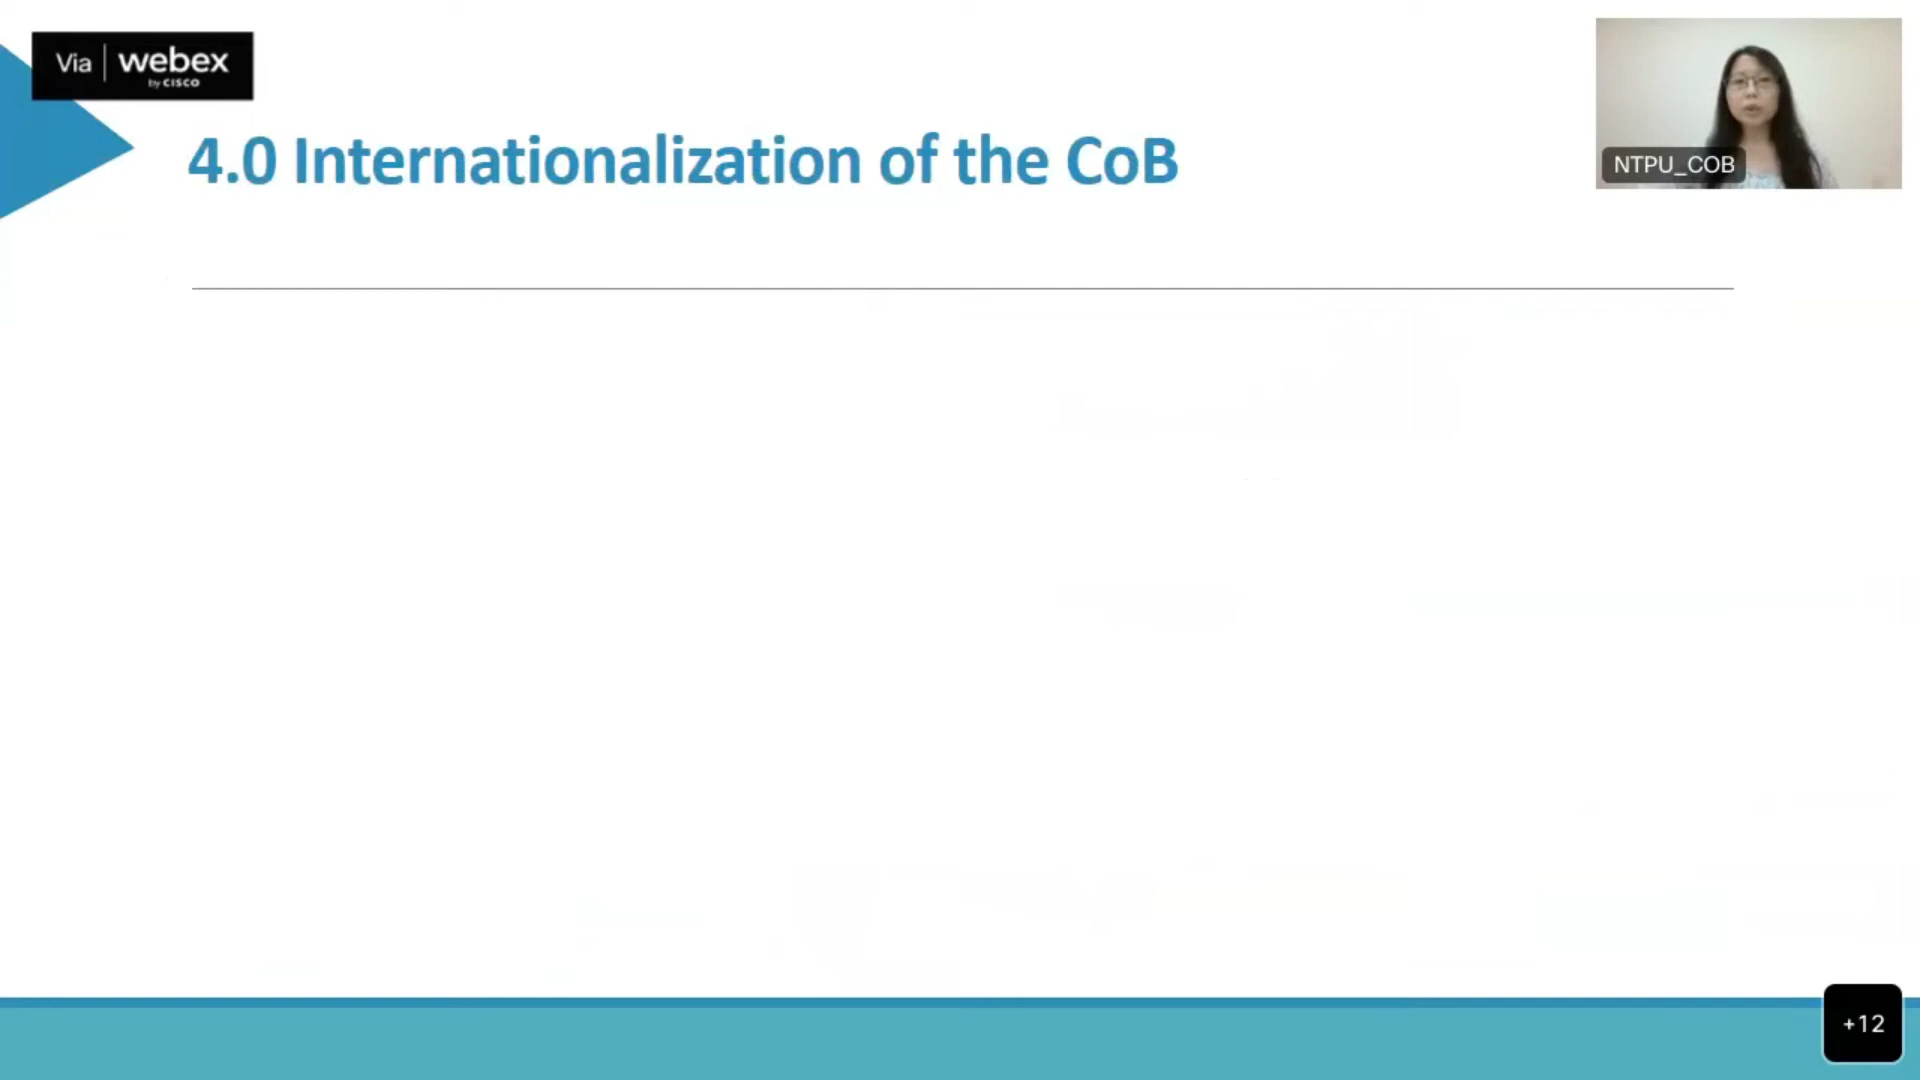 Via | webex
by CISCO
4.0 Internationalization of the CoB
NTPU_COB
+12